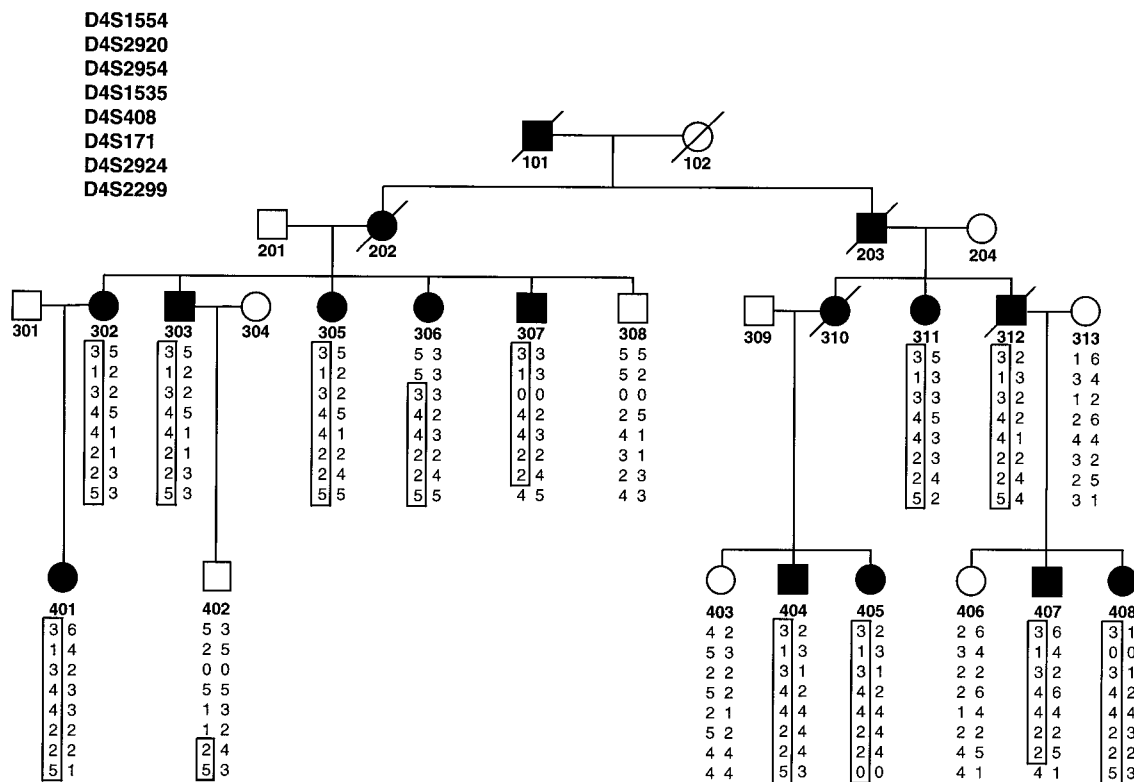 D4S1554
D4S2920
D4S2954
D4S1535
D4S408
D4S171
D4S2924
D4S2299
101 102
201 202 203 204
301 302 303 304 305 306 307 308 309 310 311 312 313
3 5 3 5 3 5 5 3 3 3 5 5 3 5 3 2 1 6
1 2 1 2 1 2 5 3 1 3 5 2 1 3 1 3 3 4
3 2 3 2 3 2 3 3 0 0 0 0 3 3 3 2 1 2
4 5 4 5 4 5 4 2 4 2 2 5 4 5 4 2 2 6
4 1 4 1 4 1 4 3 4 3 4 1 4 3 4 1 4 4
2 1 2 1 2 2 2 2 2 2 3 1 2 3 2 2 3 2
2 3 2 3 2 4 2 4 2 4 2 3 2 4 2 4 2 5
5 3 5 3 5 5 5 5 4 5 4 3 5 2 5 4 3 1
401 402 403 404 405 406 407 408
3 6 5 3 4 2 3 2 3 2 2 6 3 6 3 1
1 4 2 5 5 3 1 3 1 3 3 4 1 4 0 0
3 2 0 0 2 2 3 1 3 1 2 2 3 2 3 1
4 3 5 5 5 2 4 2 4 2 2 6 4 6 4 2
4 3 1 3 2 1 4 4 4 4 1 4 4 4 4 4
2 2 1 2 5 2 2 4 2 4 2 2 2 2 2 3
2 2 2 4 4 4 2 4 2 4 4 5 2 5 2 2
5 1 5 3 4 4 5 3 0 0 4 1 4 1 5 3